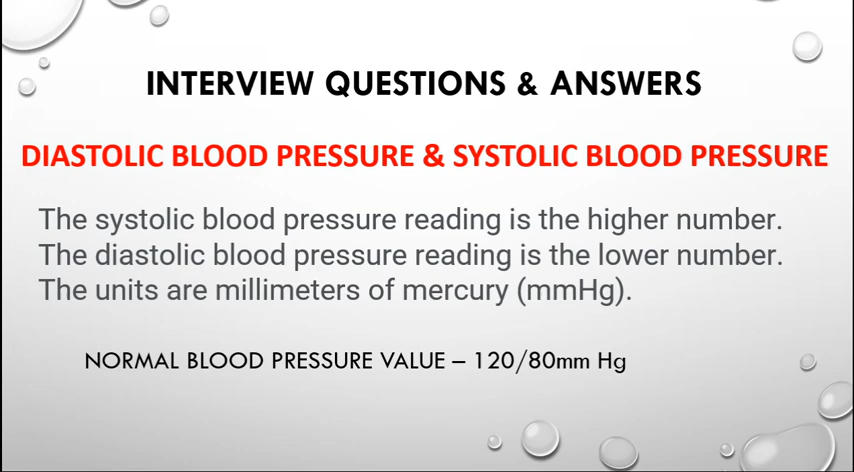 INTERVIEW QUESTIONS & ANSWERS
DIASTOLIC BLOOD PRESSURE & SYSTOLIC BLOOD PRESSURE
The systolic blood pressure reading is the higher number.
The diastolic blood pressure reading is the lower number.
The units are millimeters of mercury (mmHg).
NORMAL BLOOD PRESSURE VALUE – 120/80mm Hg